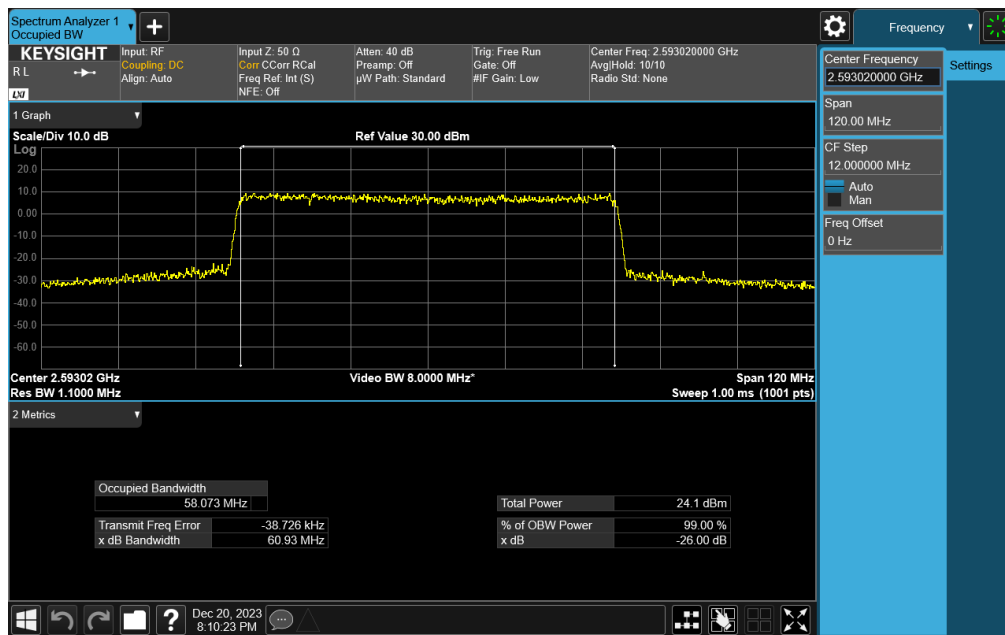 Spectrum Analyzer 1
Occupied BW
Frequency
KEYSIGHT
R L
LXI
Input: RF
Coupling: DC
Align: Auto
Input Z: 50 Ω
Corr CCorr RCal
Freq Ref: Int (S)
NFE: Off
Atten: 40 dB
Preamp: Off
µW Path: Standard
Trig: Free Run
Gate: Off
#IF Gain: Low
Center Freq: 2.593020000 GHz
Avg|Hold: 10/10
Radio Std: None
Center Frequency
2.593020000 GHz
Settings
Span
120.00 MHz
CF Step
12.000000 MHz
Auto
Man
Freq Offset
0 Hz
1 Graph
Scale/Div 10.0 dB
Ref Value 30.00 dBm
Log
20.0
10.0
0.00
-10.0
-20.0
-30.0
-40.0
-50.0
-60.0
Center 2.59302 GHz
Video BW 8.0000 MHz*
Span 120 MHz
Res BW 1.1000 MHz
Sweep 1.00 ms (1001 pts)
2 Metrics
Occupied Bandwidth
58.073 MHz
Total Power 24.1 dBm
Transmit Freq Error -38.726 kHz
% of OBW Power 99.00 %
x dB Bandwidth 60.93 MHz
x dB -26.00 dB
?
Dec 20, 2023
8:10:23 PM